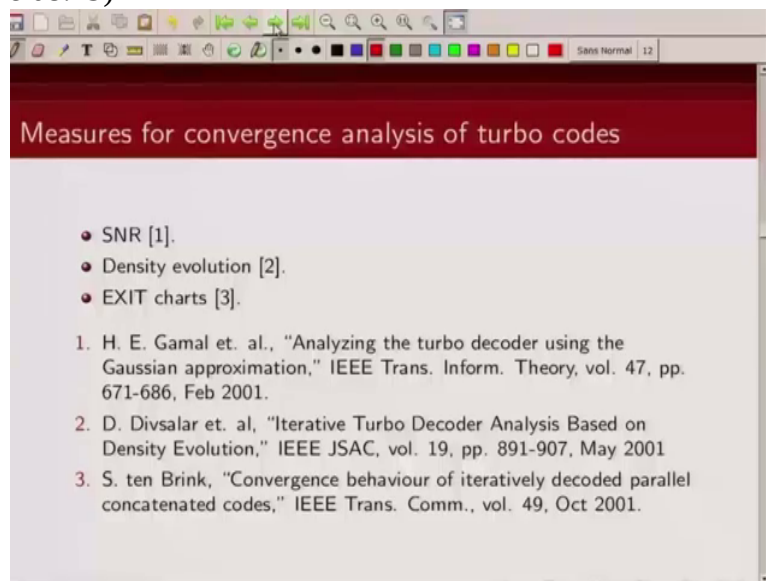 Sans Normal 12
Measures for convergence analysis of turbo codes
SNR [1].
Density evolution [2].
EXIT charts [3].
1. H. E. Gamal et. al., “Analyzing the turbo decoder using the
Gaussian approximation,” IEEE Trans. Inform. Theory, vol. 47, pp.
671-686, Feb 2001.
2. D. Divsalar et. al, “Iterative Turbo Decoder Analysis Based on
Density Evolution,” IEEE JSAC, vol. 19, pp. 891-907, May 2001
3. S. ten Brink, “Convergence behaviour of iteratively decoded parallel
concatenated codes,” IEEE Trans. Comm., vol. 49, Oct 2001.